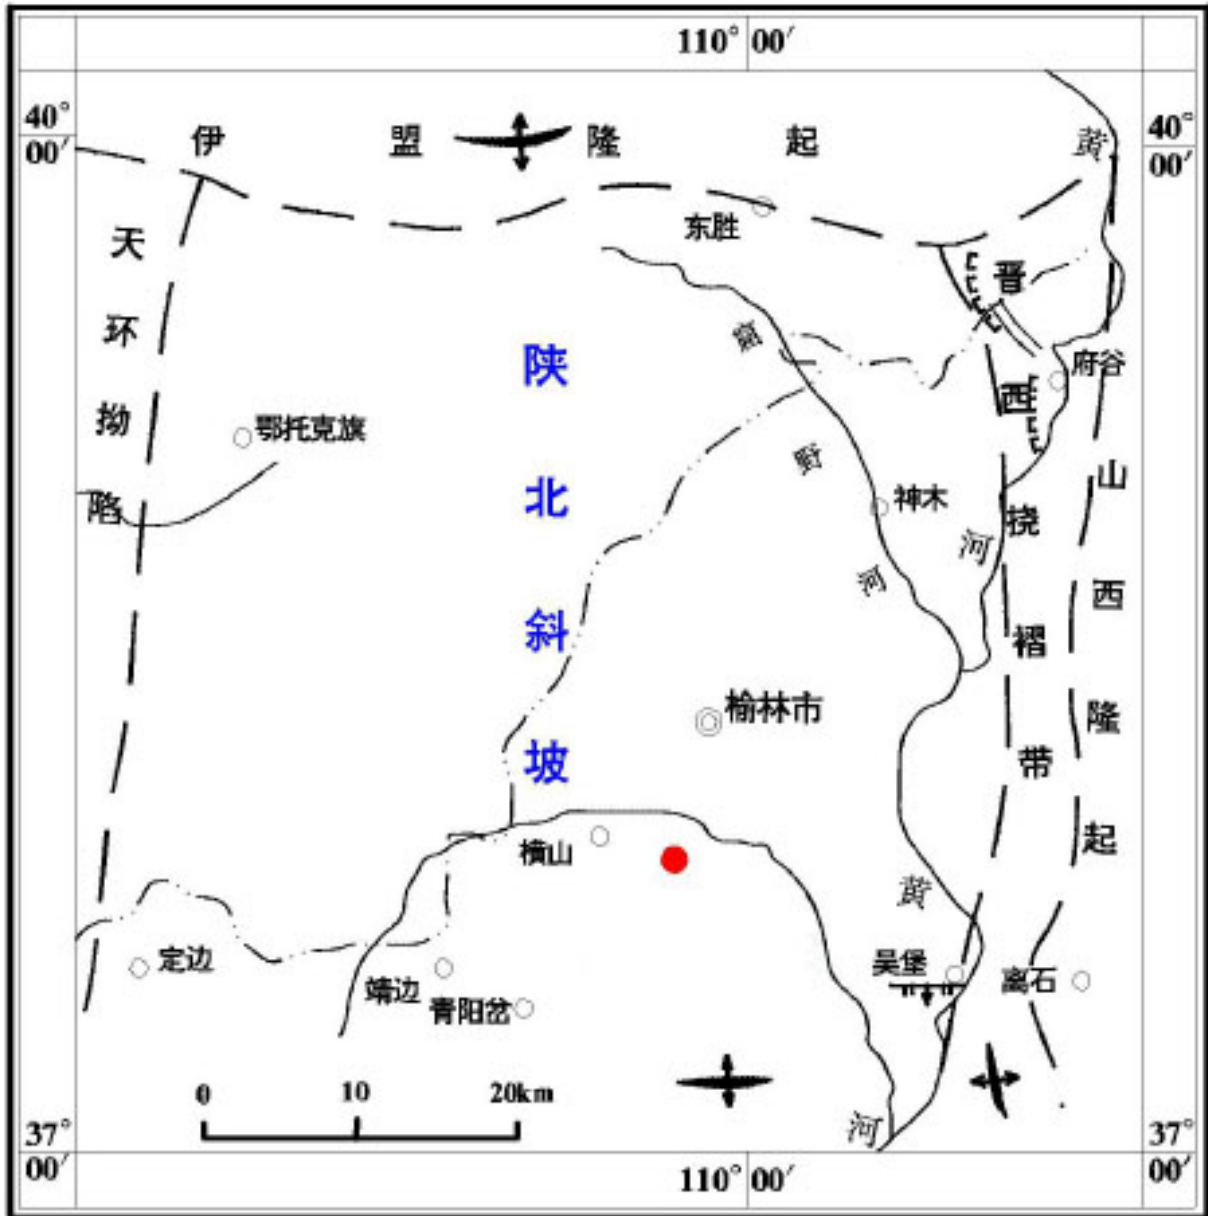 110° 00′
40°
00′
40°
00′
伊盟隆起
天环拗陷
陕北斜坡
晋西挠褶带
山西隆起
黄河
窟野河
黄河
东胜
府谷
鄂托克旗
神木
榆林市
横山
定边
靖边
青阳岔
吴堡
离石
0 10 20km
37°
00′
37°
00′
110° 00′